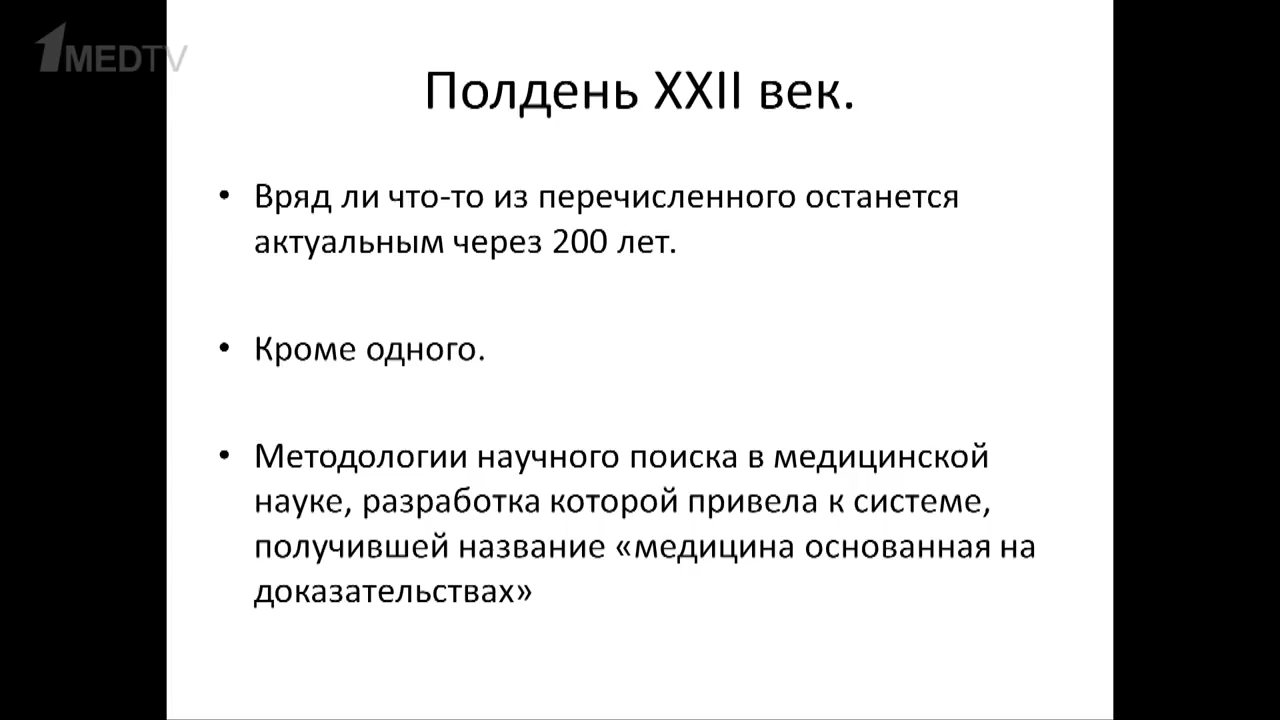 1MEDTV
Полдень XXII век.
• Вряд ли что-то из перечисленного останется
актуальным через 200 лет.
• Кроме одного.
• Методологии научного поиска в медицинской
науке, разработка которой привела к системе,
получившей название «медицина основанная на
доказательствах»